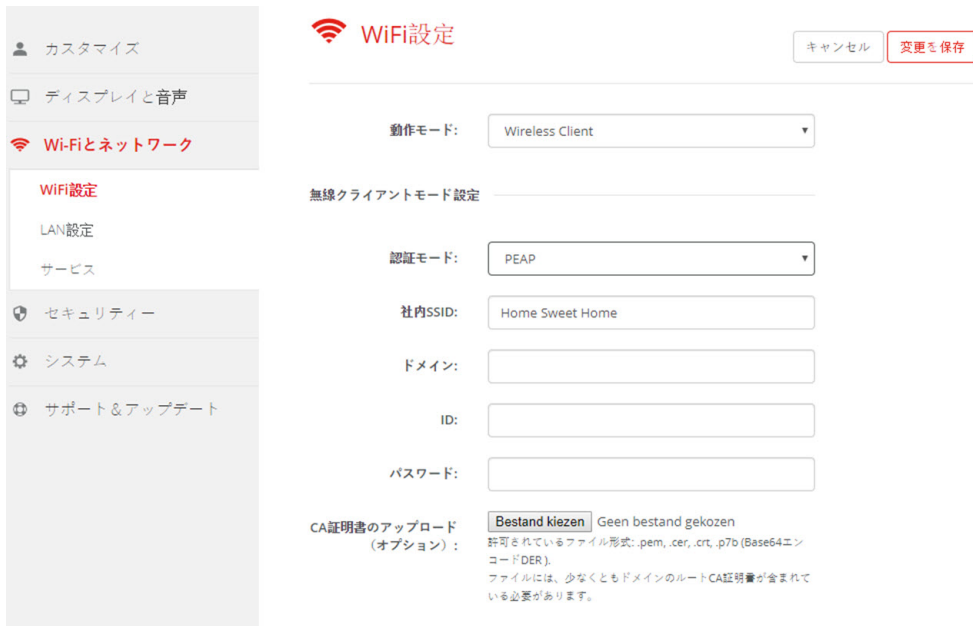 カスタマイズ
ディスプレイと音声
Wi-Fiとネットワーク
WiFi設定
LAN設定
サービス
セキュリティー
システム
サポート＆アップデート
WiFi設定
キャンセル
変更を保存
動作モード:
Wireless Client
無線クライアントモード設定
認証モード:
PEAP
社内SSID:
Home Sweet Home
ドメイン:
ID:
パスワード:
CA証明書のアップロード
（オプション）:
Bestand kiezen Geen bestand gekozen
許可されているファイル形式: .pem, .cer, .crt, .p7b (Base64エン
コードDER ).
ファイルには、少なくともドメインのルートCA証明書が含まれて
いる必要があります。